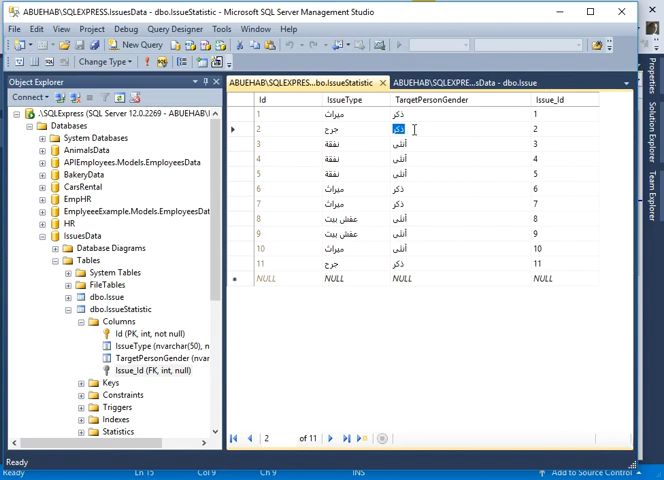 ABUEHAB\SQLEXPRESS.IssuesData - dbo.IssueStatistic - Microsoft SQL Server Management Studio
File Edit View Project Debug Query Designer Tools Window Help
New Query
Change Type
Object Explorer
Connect
.\SQLExpress (SQL Server 12.0.2269 - ABUEHAB
Databases
System Databases
AnimalsData
APIEmployees.Models.EmployeesData
BakeryData
CarsRental
EmpHR
EmplyeeExample.Models.EmployeesDat
HR
IssuesData
Database Diagrams
Tables
System Tables
FileTables
dbo.Issue
dbo.IssueStatistic
Columns
Id (PK, int, not null)
IssueType (nvarchar(50), n
TargetPersonGender (nvar
Issue_Id (FK, int, null)
Keys
Constraints
Triggers
Indexes
Statistics
ABUEHAB\SQLEXPRES...bo.IssueStatistic
ABUEHAB\SQLEXPRE...sData - dbo.Issue
Id IssueType TargetPersonGender Issue_Id
1 ميراث ذكر 1
2 جرح ذكر 2
3 نفقة أنثى 3
4 نفقة أنثى 4
5 نفقة أنثى 5
6 ميراث ذكر 6
7 ميراث ذكر 7
8 عفش بيت أنثى 8
9 عفش بيت أنثى 9
10 ميراث أنثى 10
11 جرح ذكر 11
NULL NULL NULL NULL
2 of 11
Properties
Team Explorer
Ready
Ready Ln 15 Col 9 Ch 9 INS Add to Source Control